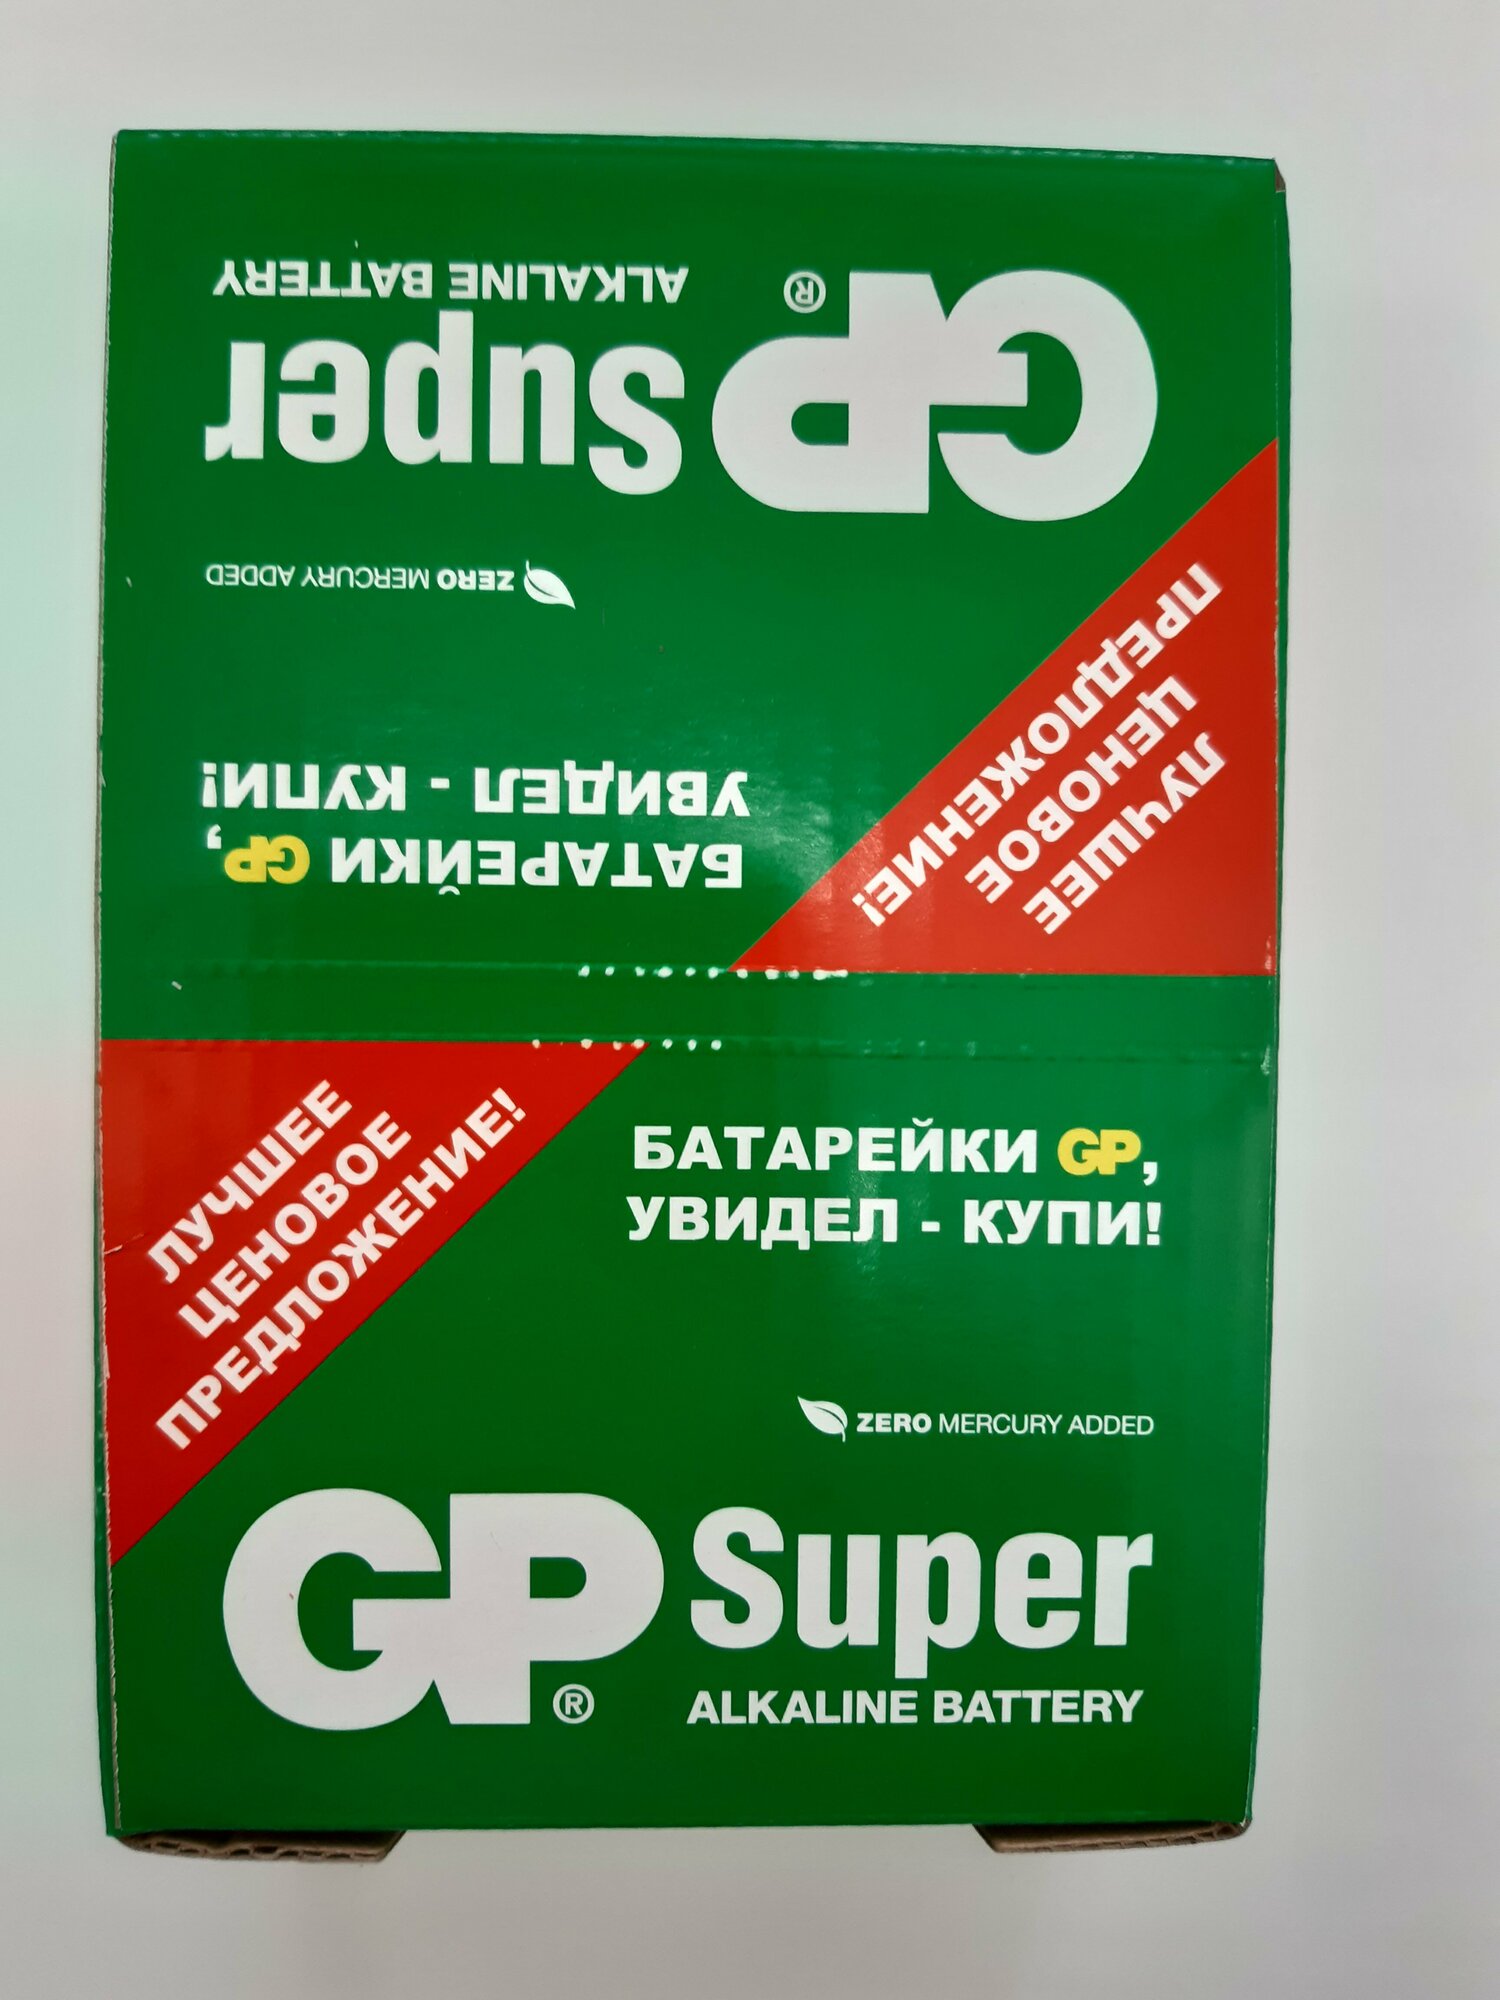 GP® Super
ALKALINE BATTERY
ZERO MERCURY ADDED
БАТАРЕЙКИ GP,
УВИДЕЛ - КУПИ!
ЛУЧШЕЕ
ЦЕНОВОЕ
ПРЕДЛОЖЕНИЕ!
ЛУЧШЕЕ
ЦЕНОВОЕ
ПРЕДЛОЖЕНИЕ!
БАТАРЕЙКИ GP,
УВИДЕЛ - КУПИ!
ZERO MERCURY ADDED
GP® Super
ALKALINE BATTERY